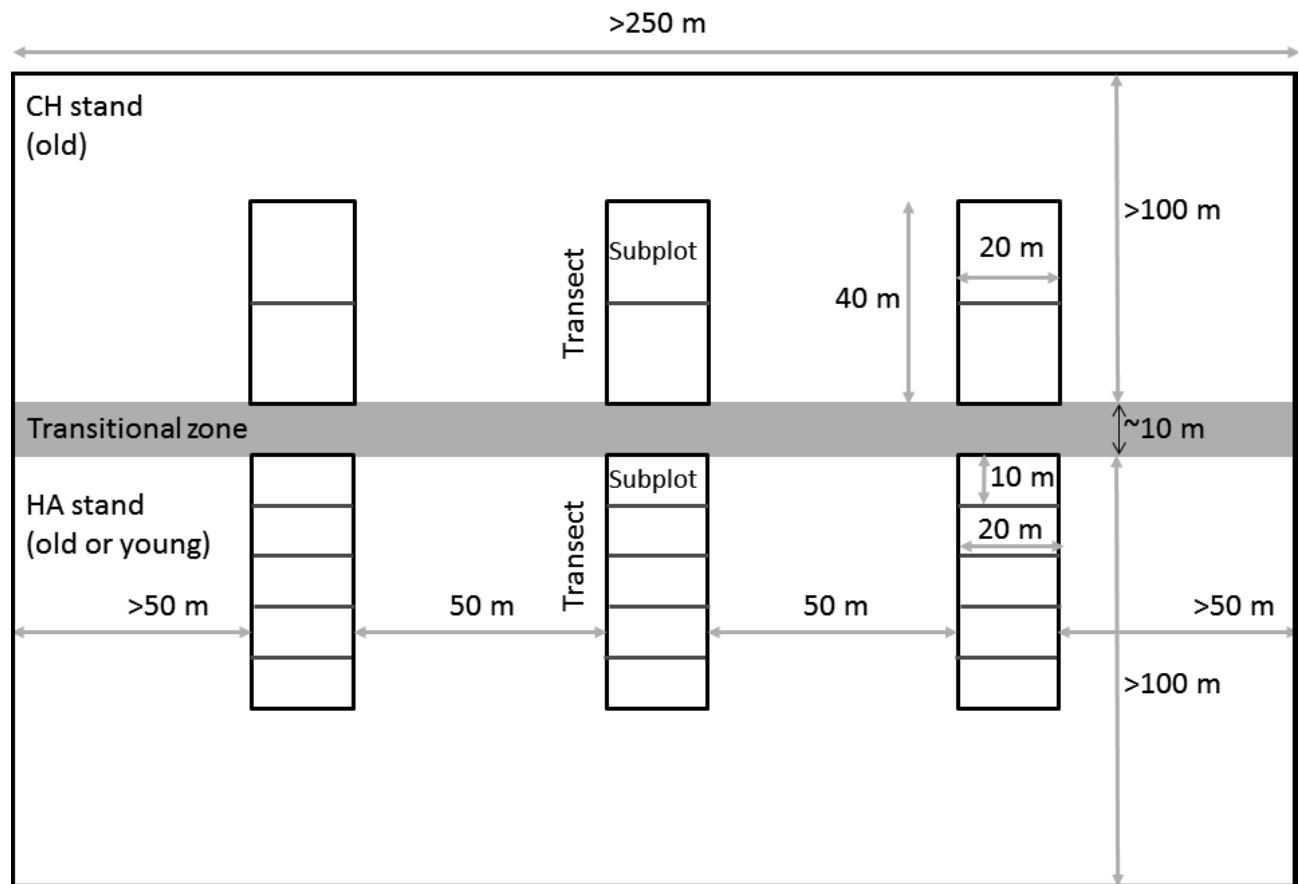 >250 m
CH stand
(old)
>100 m
Transect
Subplot
20 m
40 m
Transitional zone
~10 m
HA stand
(old or young)
Transect
Subplot
10 m
20 m
>50 m
50 m
50 m
>50 m
>100 m